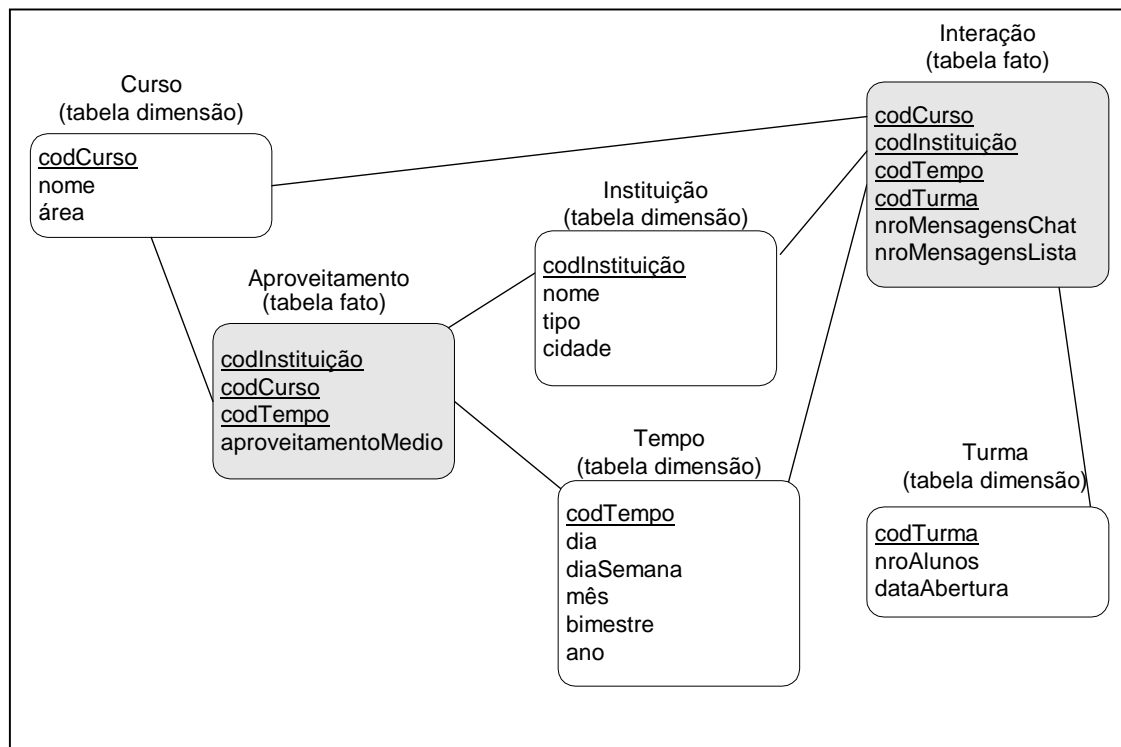 Curso
(tabela dimensão)
codCurso
nome
área
Aproveitamento
(tabela fato)
codInstituição
codCurso
codTempo
aproveitamentoMedio
Instituição
(tabela dimensão)
codInstituição
nome
tipo
cidade
Tempo
(tabela dimensão)
codTempo
dia
diaSemana
mês
bimestre
ano
Interação
(tabela fato)
codCurso
codInstituição
codTempo
codTurma
nroMensagensChat
nroMensagensLista
Turma
(tabela dimensão)
codTurma
nroAlunos
dataAbertura